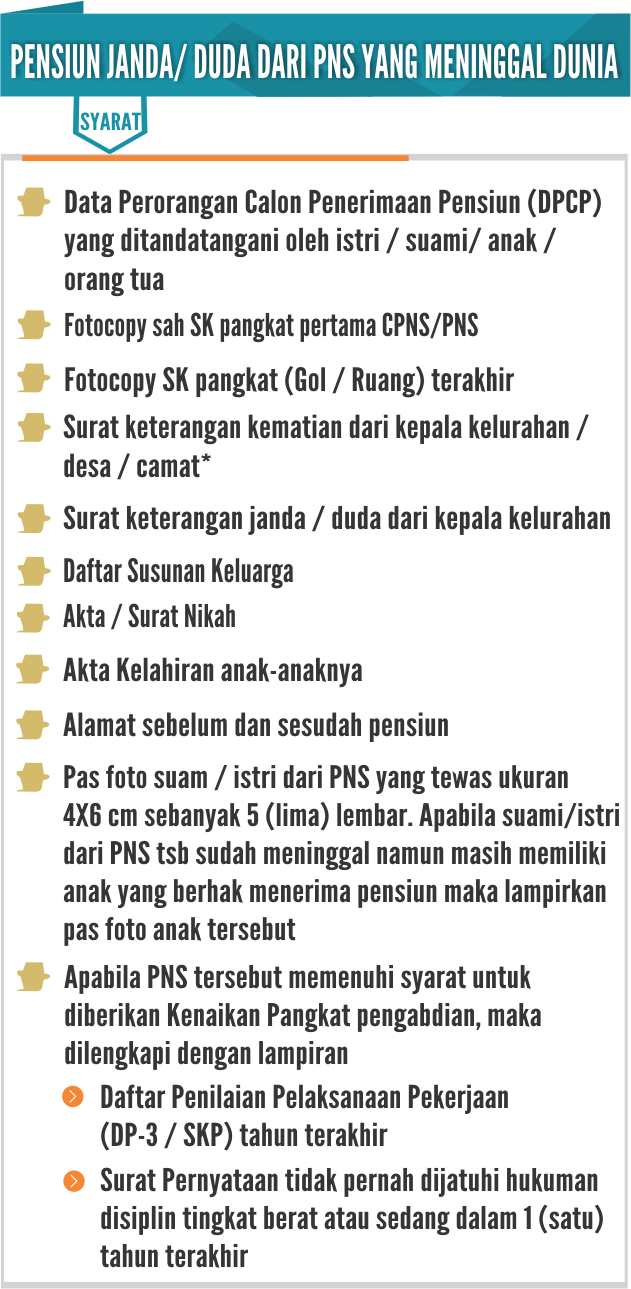 PENSIUN JANDA/ DUDA DARI PNS YANG MENINGGAL DUNIA
SYARAT
Data Perorangan Calon Penerimaan Pensiun (DPCP)
yang ditandatangani oleh istri / suami/ anak /
orang tua
Fotocopy sah SK pangkat pertama CPNS/PNS
Fotocopy SK pangkat (Gol / Ruang) terakhir
Surat keterangan kematian dari kepala kelurahan /
desa / camat*
Surat keterangan janda / duda dari kepala kelurahan
Daftar Susunan Keluarga
Akta / Surat Nikah
Akta Kelahiran anak-anaknya
Alamat sebelum dan sesudah pensiun
Pas foto suam / istri dari PNS yang tewas ukuran
4X6 cm sebanyak 5 (lima) lembar. Apabila suami/istri
dari PNS tsb sudah meninggal namun masih memiliki
anak yang berhak menerima pensiun maka lampirkan
pas foto anak tersebut
Apabila PNS tersebut memenuhi syarat untuk
diberikan Kenaikan Pangkat pengabdian, maka
dilengkapi dengan lampiran
Daftar Penilaian Pelaksanaan Pekerjaan
(DP-3 / SKP) tahun terakhir
Surat Pernyataan tidak pernah dijatuhi hukuman
disiplin tingkat berat atau sedang dalam 1 (satu)
tahun terakhir